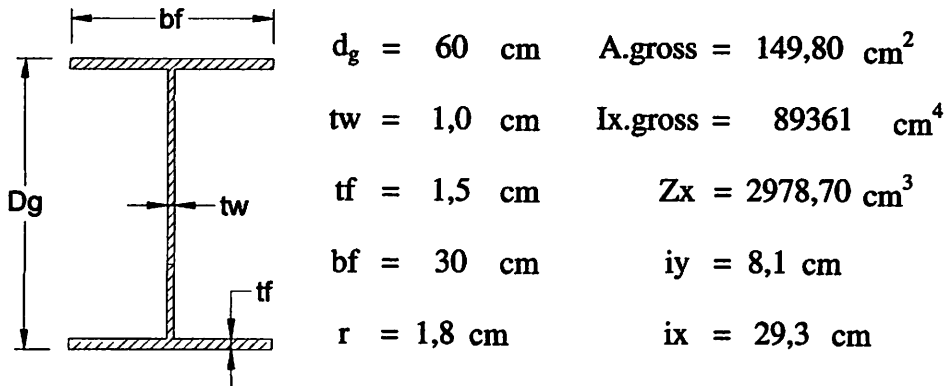 bf
Dg
tw
tf
d_g = 60 cm A.gross = 149,80 cm²
tw = 1,0 cm Ix.gross = 89361 cm⁴
tf = 1,5 cm Zx = 2978,70 cm³
bf = 30 cm iy = 8,1 cm
r = 1,8 cm ix = 29,3 cm